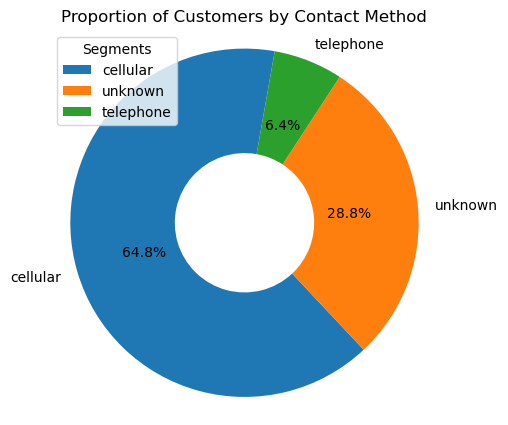 Proportion of Customers by Contact Method
Segments
cellular
unknown
telephone
telephone
6.4%
unknown
28.8%
64.8%
cellular